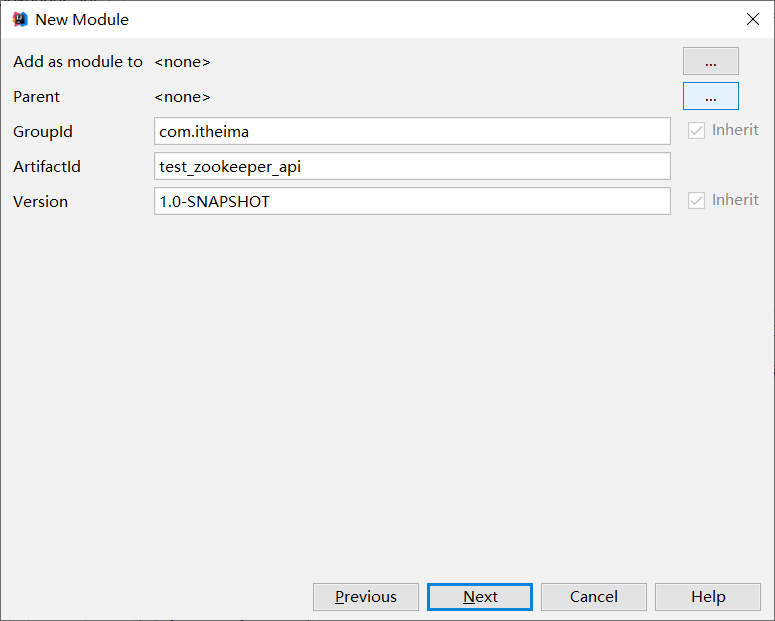 New Module
Add as module to <none> ...
Parent <none> ...
GroupId com.itheima Inherit
ArtifactId test_zookeeper_api
Version 1.0-SNAPSHOT Inherit
Previous Next Cancel Help